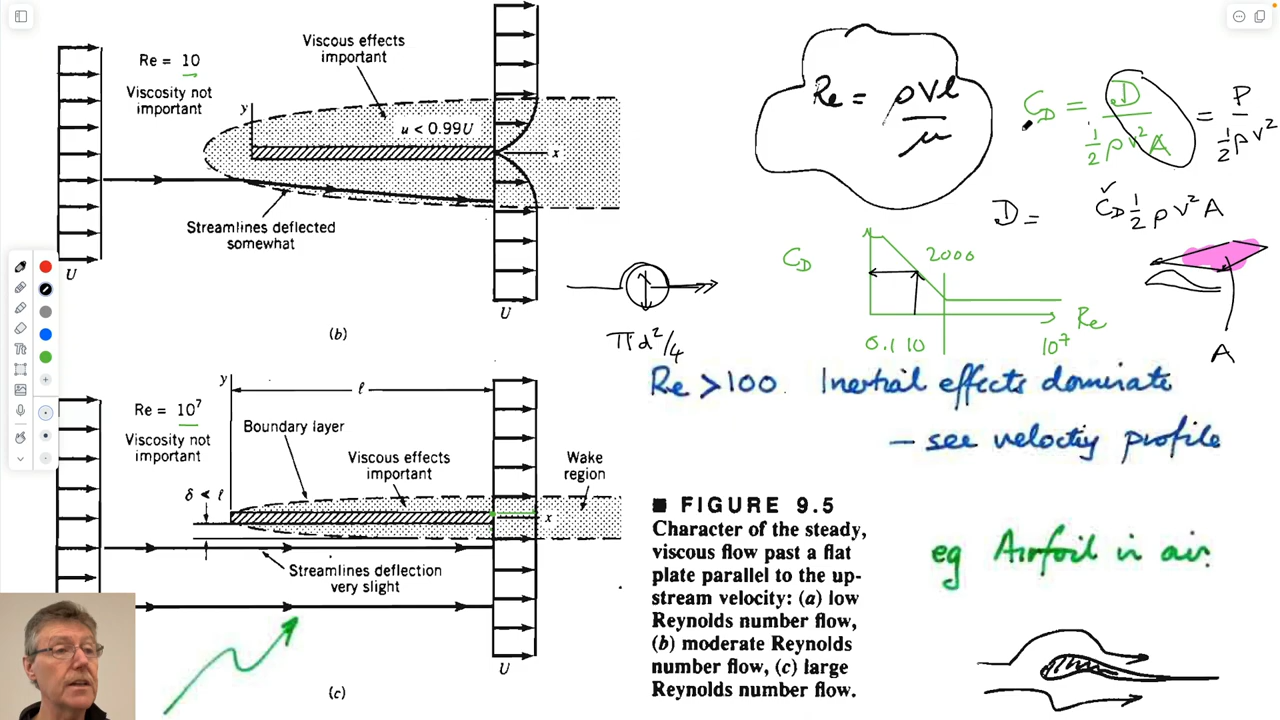 Re = 10
Viscosity not
important
Viscous effects
important
y
u < 0.99U
x
Streamlines deflected
somewhat
U
U
(b)
Re = ρVl
μ
C_D = D = P
½ρv²A ½ρv²
D = C_D ½ρv²A
πd²/4
C_D
2000
Re
0.1 10 10⁷
A
Re > 100. Inertial effects dominate
— see veloctiy profile
y
l
Re = 10⁷
Viscosity not
important
Boundary layer
Viscous effects
important
Wake
region
δ < l
x
Streamlines deflection
very slight
U
(c)
■ FIGURE 9.5
Character of the steady,
viscous flow past a flat
plate parallel to the up-
stream velocity: (a) low
Reynolds number flow,
(b) moderate Reynolds
number flow, (c) large
Reynolds number flow.
eg Airfoil in air.